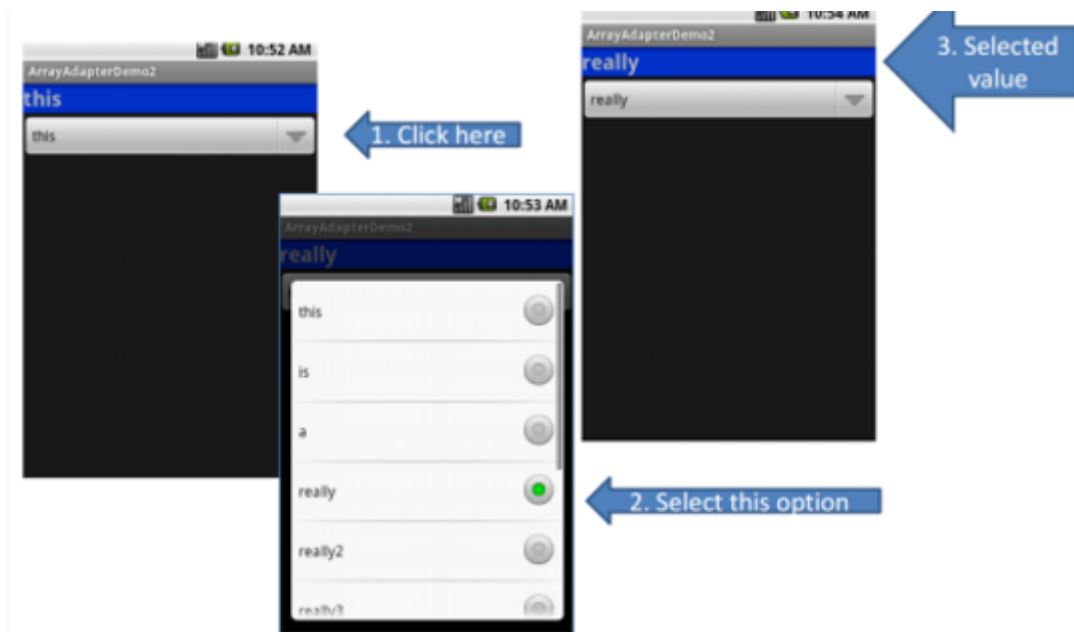 10:52 AM
ArrayAdapterDemo2
this
this
1. Click here
10:53 AM
ArrayAdapterDemo2
really
this
is
a
really
really2
really3
2. Select this option
10:54 AM
ArrayAdapterDemo2
really
really
3. Selected
value